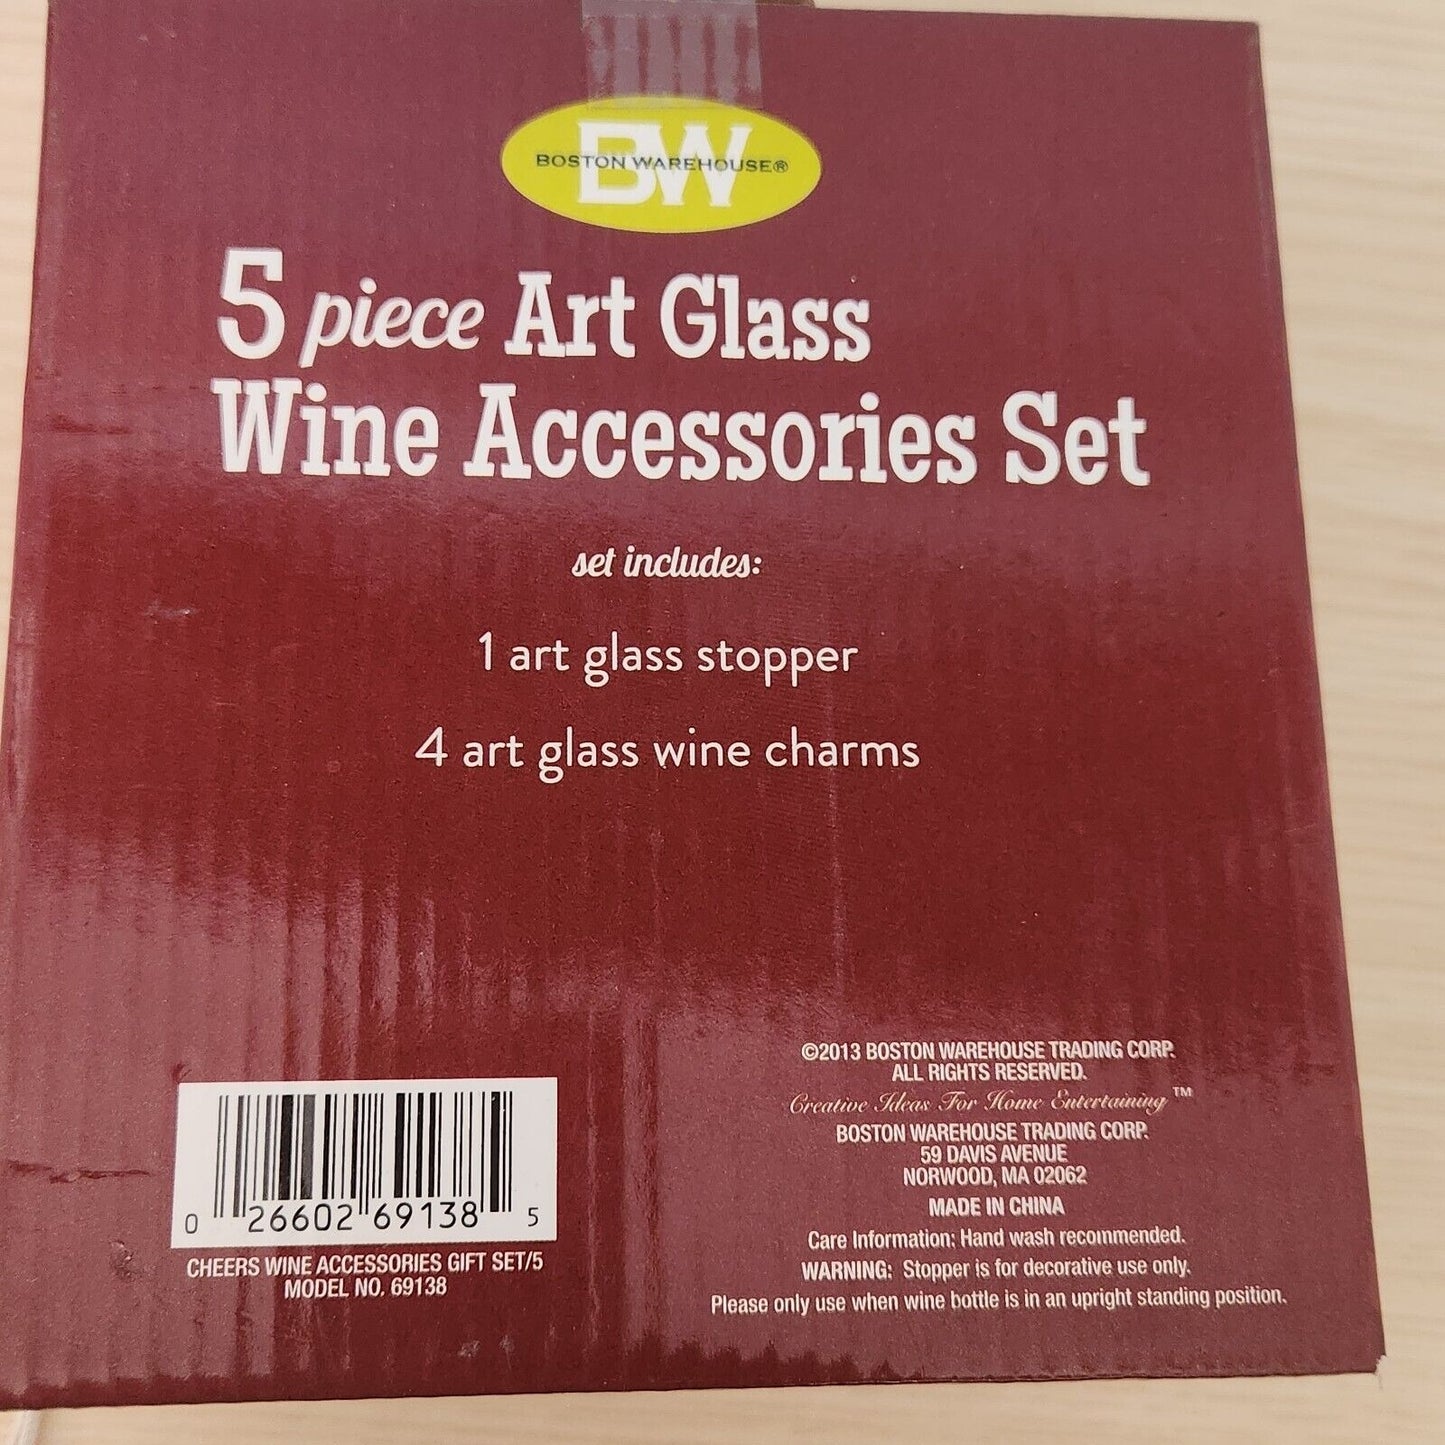 BW
BOSTON WAREHOUSE®
5 piece Art Glass
Wine Accessories Set
set includes:
1 art glass stopper
4 art glass wine charms
0 26602 69138 5
CHEERS WINE ACCESSORIES GIFT SET/5
MODEL NO. 69138
©2013 BOSTON WAREHOUSE TRADING CORP.
ALL RIGHTS RESERVED.
Creative Ideas For Home Entertaining™
BOSTON WAREHOUSE TRADING CORP.
59 DAVIS AVENUE
NORWOOD, MA 02062
MADE IN CHINA
Care Information: Hand wash recommended.
WARNING: Stopper is for decorative use only.
Please only use when wine bottle is in an upright standing position.